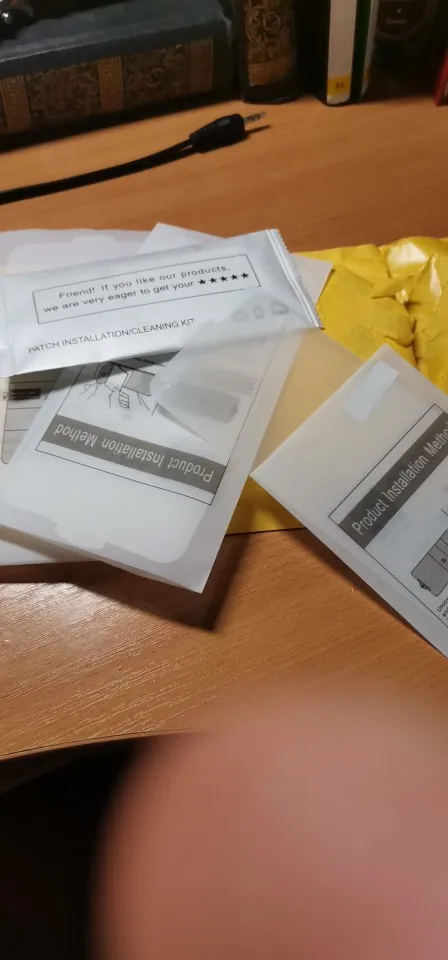 Friend! If you like our products,
we are very eager to get your ★★★★★
PATCH INSTALLATION/CLEANING KIT
Product Installation Method
Product Installation Method